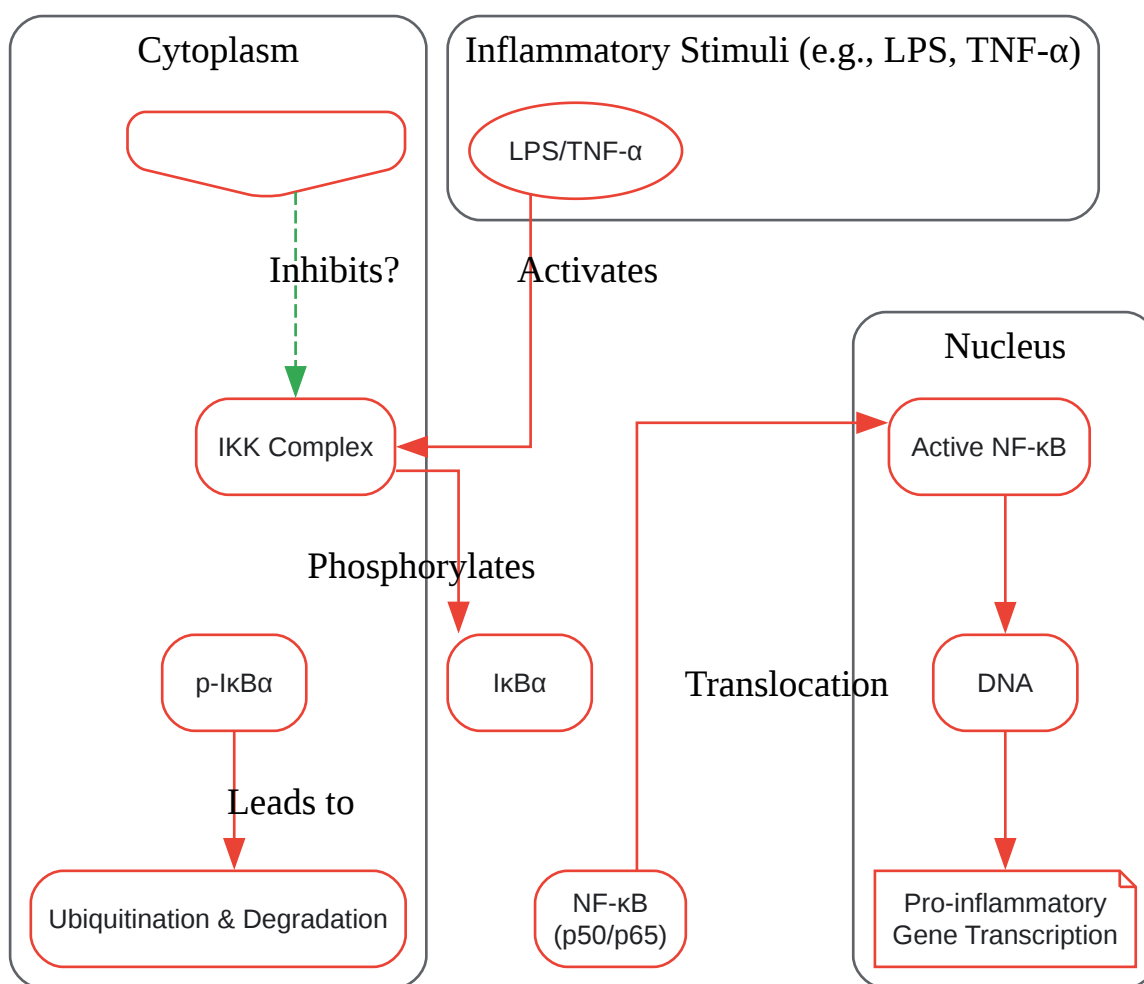 Cytoplasm
Inflammatory Stimuli (e.g., LPS, TNF-α)
LPS/TNF-α
Inhibits?
Activates
Nucleus
IKK Complex
Active NF-κB
Phosphorylates
p-IκBα
IκBα
Translocation
DNA
Leads to
Ubiquitination & Degradation
NF-κB
(p50/p65)
Pro-inflammatory
Gene Transcription